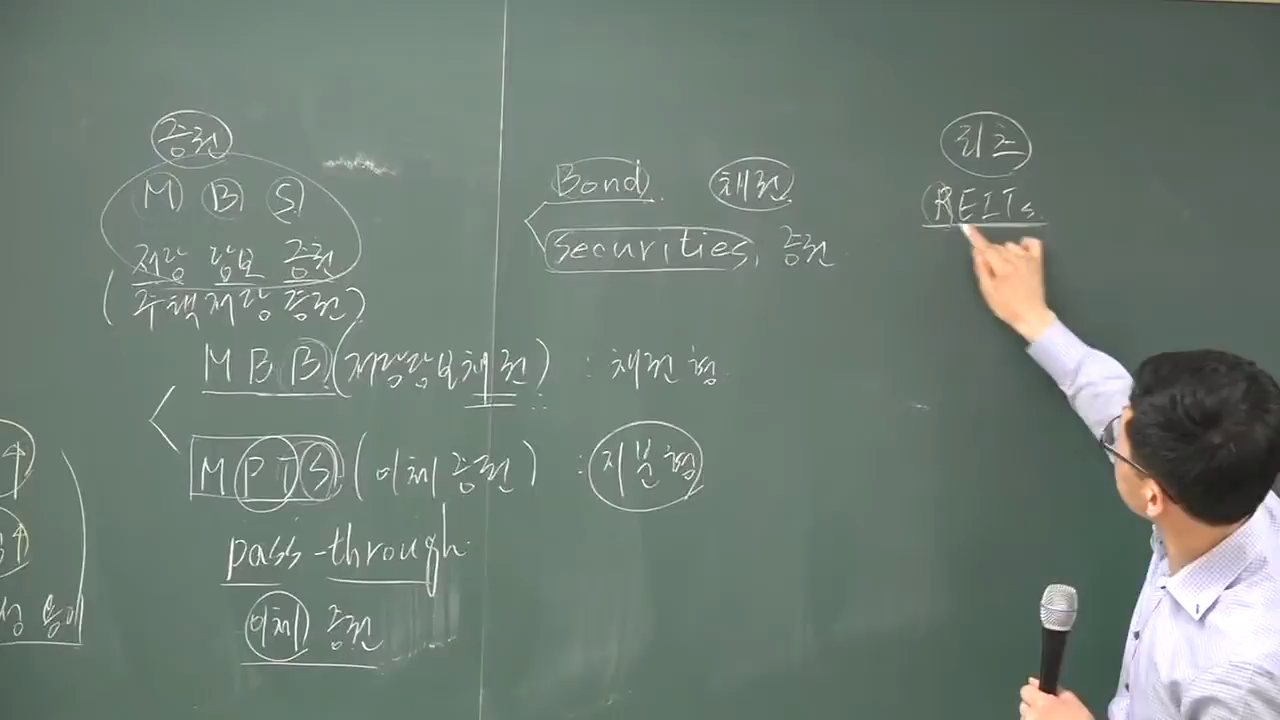 증권
M B S
저당 담보 증권
(주택저당증권)
M B B (저당담보채권) : 채권형
M P T S (이체증권) : 지분형
pass-through
이체 증권
Bond 채권
Securities, 증권
리츠
REITs.